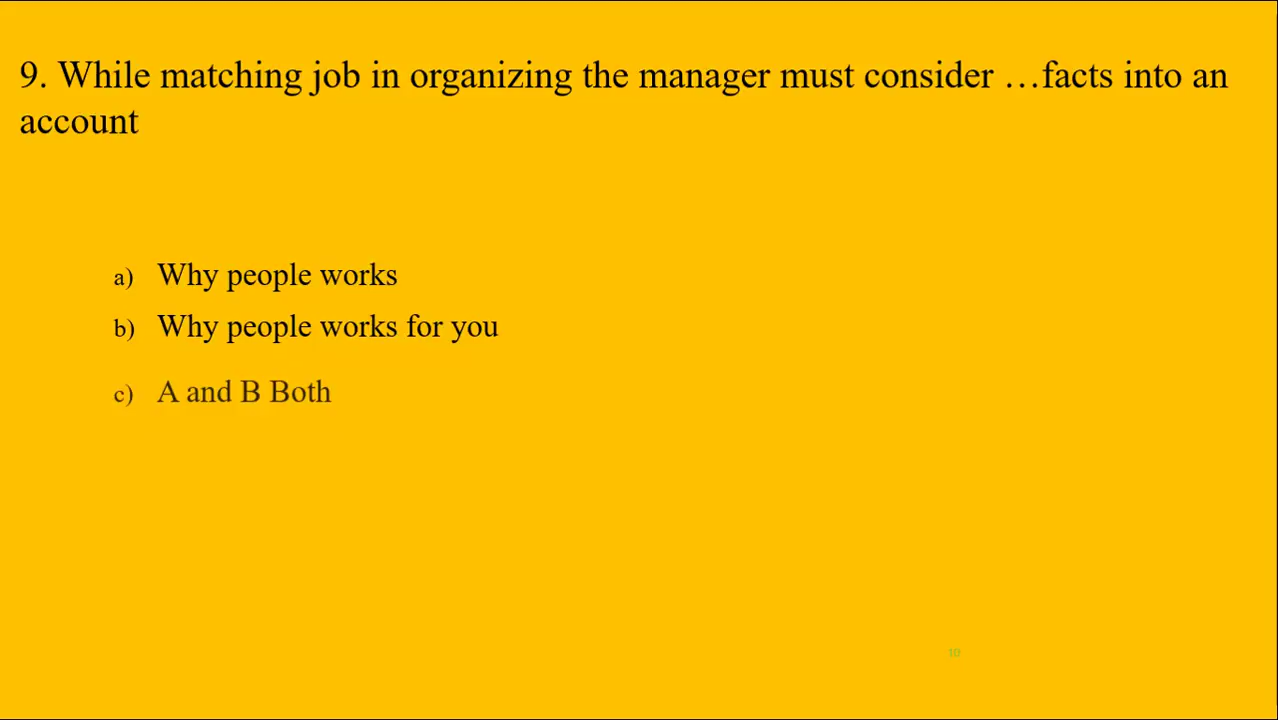 9. While matching job in organizing the manager must consider …facts into an
account
a) Why people works
b) Why people works for you
c) A and B Both
10